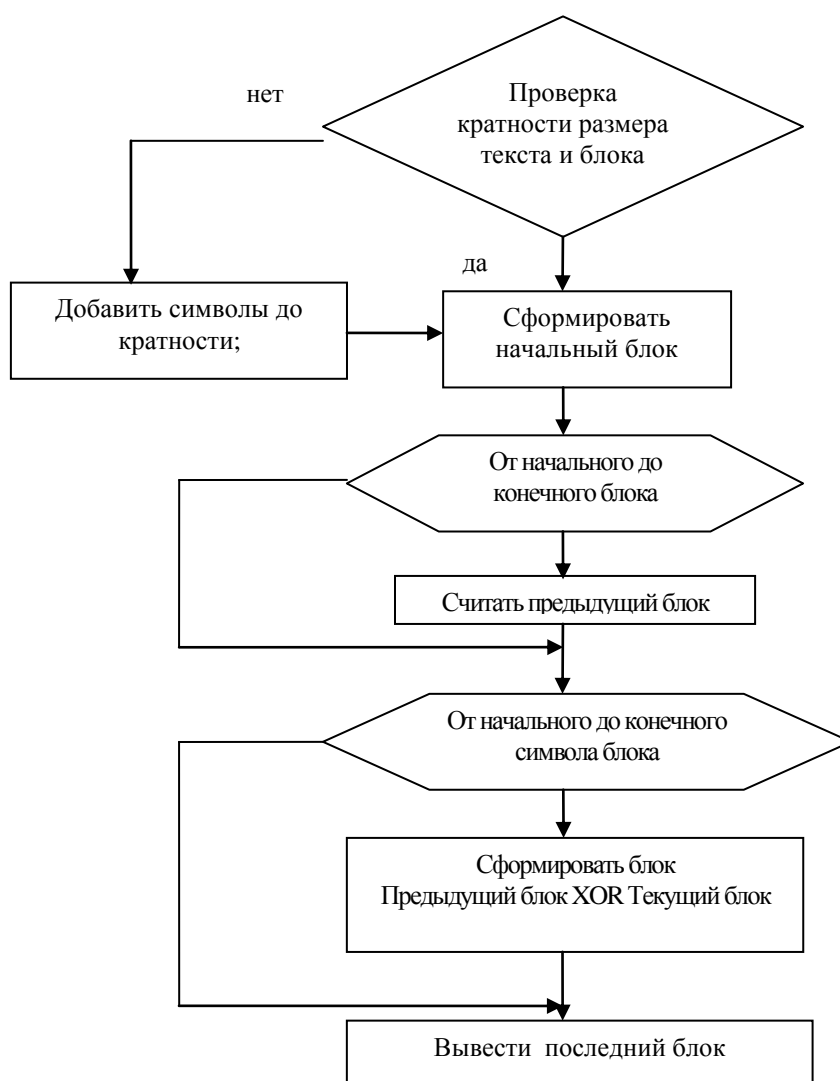 нет
Проверка
кратности размера
текста и блока
да
Добавить символы до
кратности;
Сформировать
начальный блок
От начального до
конечного блока
Считать предыдущий блок
От начального до конечного
символа блока
Сформировать блок
Предыдущий блок XOR Текущий блок
Вывести последний блок